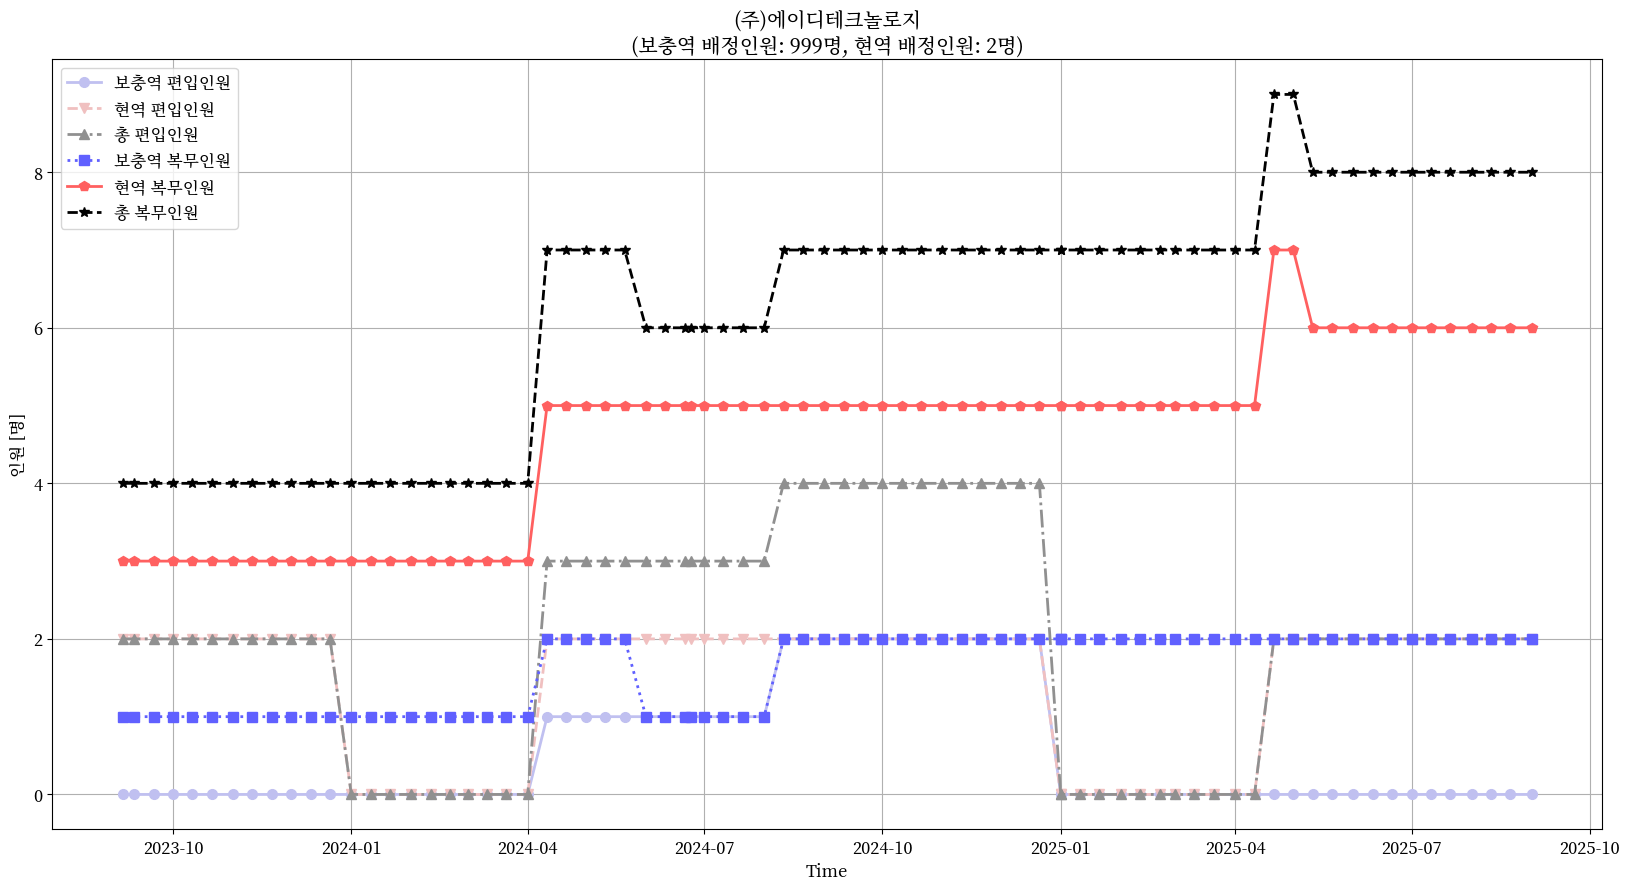 (주)에이디테크놀로지
(보충역 배정인원: 999명, 현역 배정인원: 2명)
보충역 편입인원
현역 편입인원
총 편입인원
보충역 복무인원
현역 복무인원
총 복무인원
인원 [명]
8
6
4
2
0
2023-10
2024-01
2024-04
2024-07
2024-10
2025-01
2025-04
2025-07
2025-10
Time